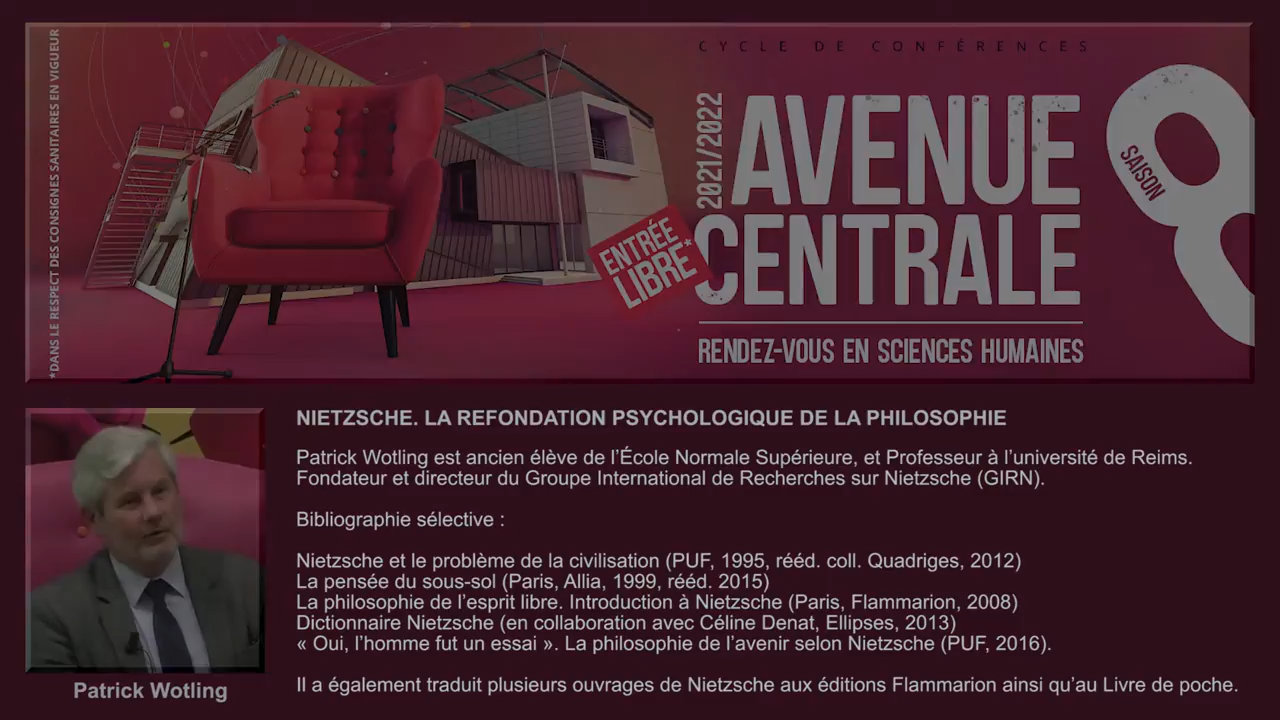 *DANS LE RESPECT DES CONSIGNES SANITAIRES EN VIGUEUR
CYCLE DE CONFÉRENCES
2021/2022
AVENUE
CENTRALE
SAISON
8
ENTRÉE
LIBRE*
RENDEZ-VOUS EN SCIENCES HUMAINES
NIETZSCHE. LA REFONDATION PSYCHOLOGIQUE DE LA PHILOSOPHIE
Patrick Wotling est ancien élève de l’École Normale Supérieure, et Professeur à l’université de Reims.
Fondateur et directeur du Groupe International de Recherches sur Nietzsche (GIRN).
Bibliographie sélective :
Nietzsche et le problème de la civilisation (PUF, 1995, rééd. coll. Quadriges, 2012)
La pensée du sous-sol (Paris, Allia, 1999, rééd. 2015)
La philosophie de l’esprit libre. Introduction à Nietzsche (Paris, Flammarion, 2008)
Dictionnaire Nietzsche (en collaboration avec Céline Denat, Ellipses, 2013)
« Oui, l’homme fut un essai ». La philosophie de l’avenir selon Nietzsche (PUF, 2016).
Il a également traduit plusieurs ouvrages de Nietzsche aux éditions Flammarion ainsi qu’au Livre de poche.
Patrick Wotling